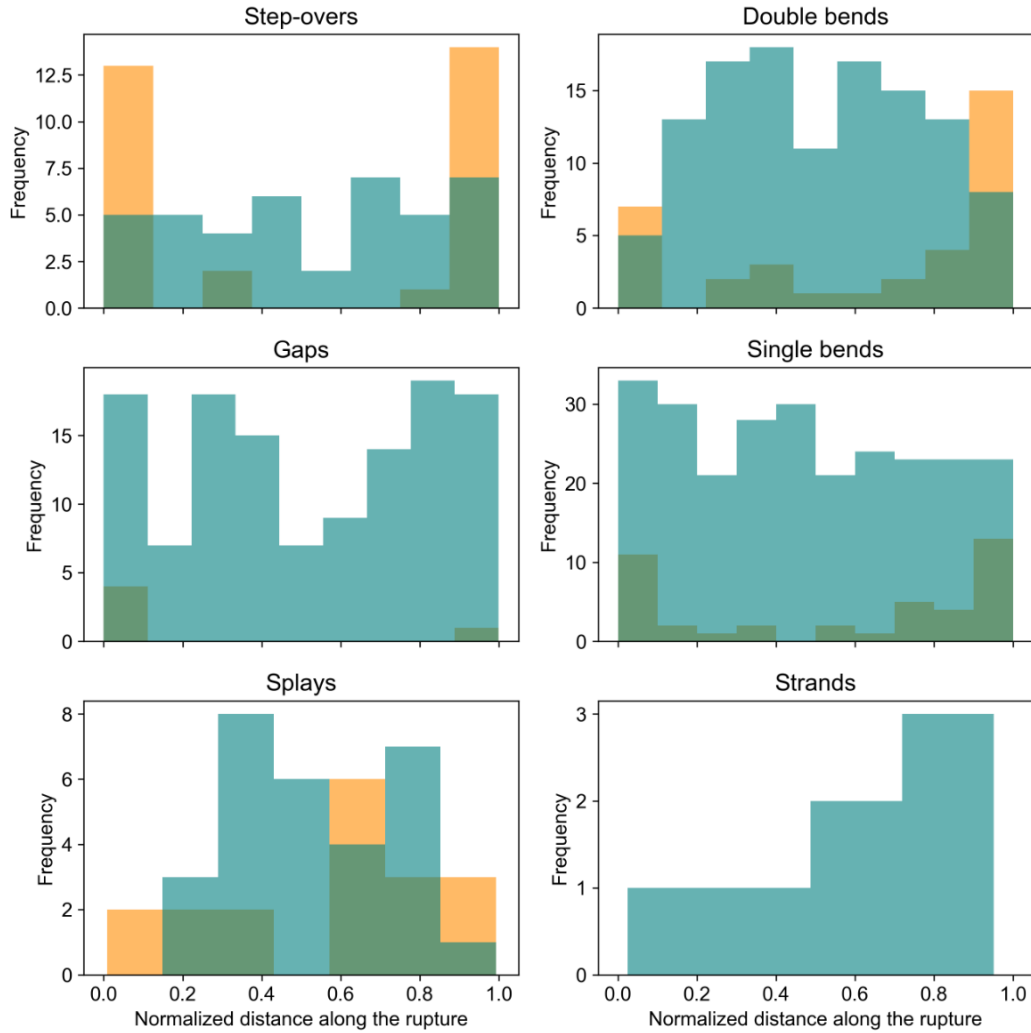 Step-overs
Double bends
Frequency
12.5
10.0
7.5
5.0
2.5
0.0
Frequency
15
10
5
0
Gaps
Single bends
Frequency
15
10
5
0
Frequency
30
20
10
0
Splays
Strands
Frequency
8
6
4
2
0
Frequency
3
2
1
0
0.0 0.2 0.4 0.6 0.8 1.0
0.0 0.2 0.4 0.6 0.8 1.0
Normalized distance along the rupture
Normalized distance along the rupture